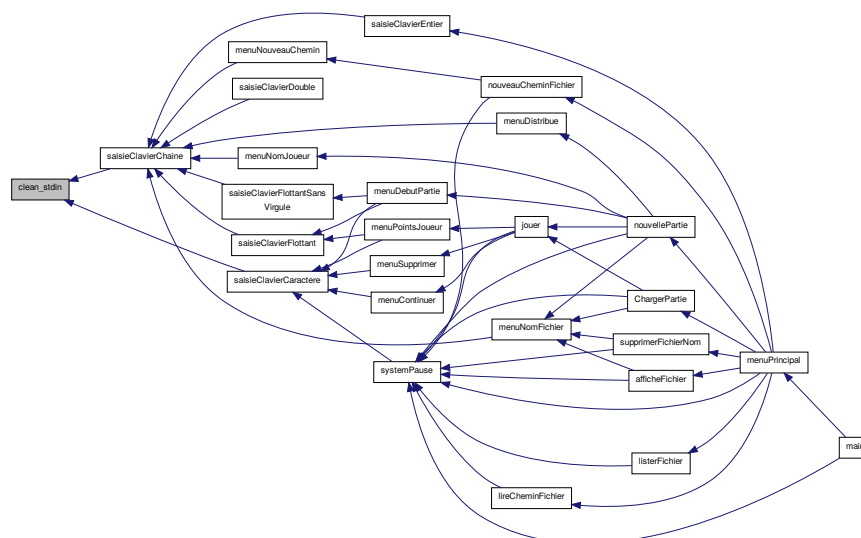 saisieClavierEntier
menuNouveauChemin
saisieClavierDouble
nouveauCheminFichier
menuDistribue
saisieClavierChaine
menuNomJoueur
clean_stdin
saisieClavierFlottantSans
Virgule
menuDebutPartie
saisieClavierFlottant
menuPointsJoueur
jouer
nouvellePartie
saisieClavierCaractere
menuSupprimer
menuContinuer
ChargerPartie
menuNomFichier
supprimerFichierNom
menuPrincipal
systemPause
afficheFichier
main
listerFichier
lireCheminFichier